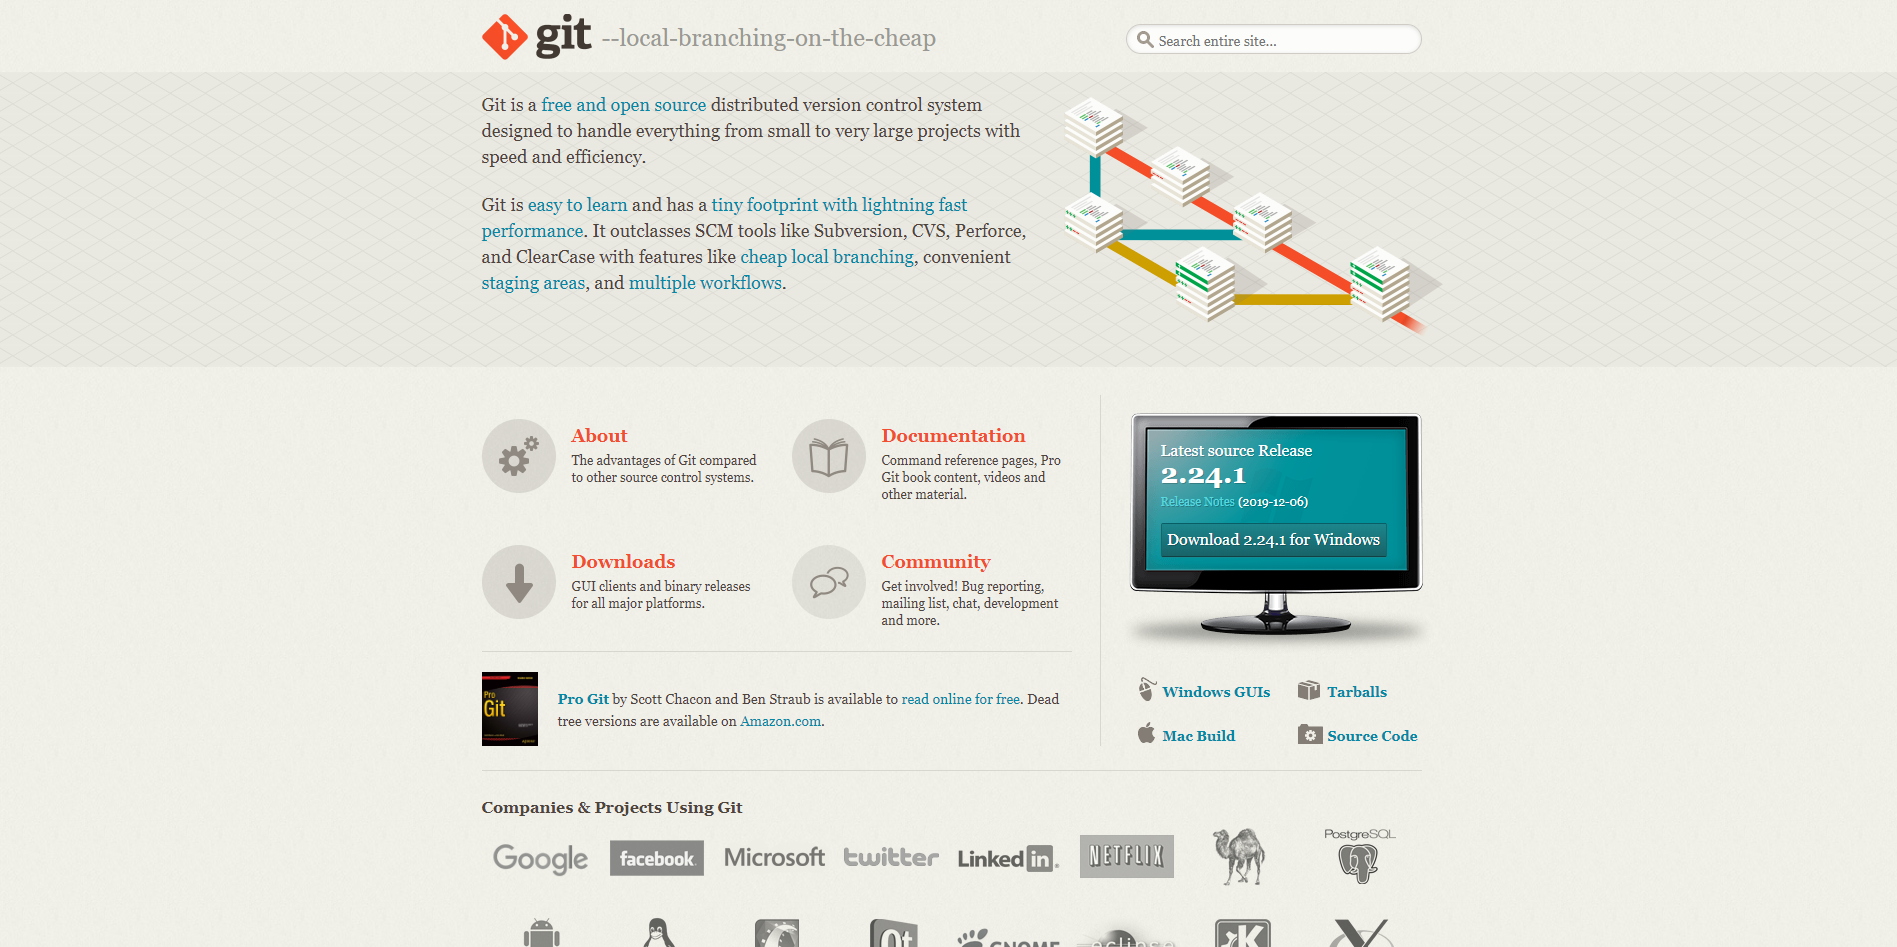 git --local-branching-on-the-cheap
Search entire site...
Git is a free and open source distributed version control system
designed to handle everything from small to very large projects with
speed and efficiency.
Git is easy to learn and has a tiny footprint with lightning fast
performance. It outclasses SCM tools like Subversion, CVS, Perforce,
and ClearCase with features like cheap local branching, convenient
staging areas, and multiple workflows.
About
The advantages of Git compared
to other source control systems.
Documentation
Command reference pages, Pro
Git book content, videos and
other material.
Downloads
GUI clients and binary releases
for all major platforms.
Community
Get involved! Bug reporting,
mailing list, chat, development
and more.
Pro
Git
Pro Git by Scott Chacon and Ben Straub is available to read online for free. Dead
tree versions are available on Amazon.com.
Latest source Release
2.24.1
Release Notes (2019-12-06)
Download 2.24.1 for Windows
Windows GUIs
Tarballs
Mac Build
Source Code
Companies & Projects Using Git
Google
facebook
Microsoft
twitter
Linked in
NETFLIX
PostgreSQL
Qt
GNOME
eclipse
K
X